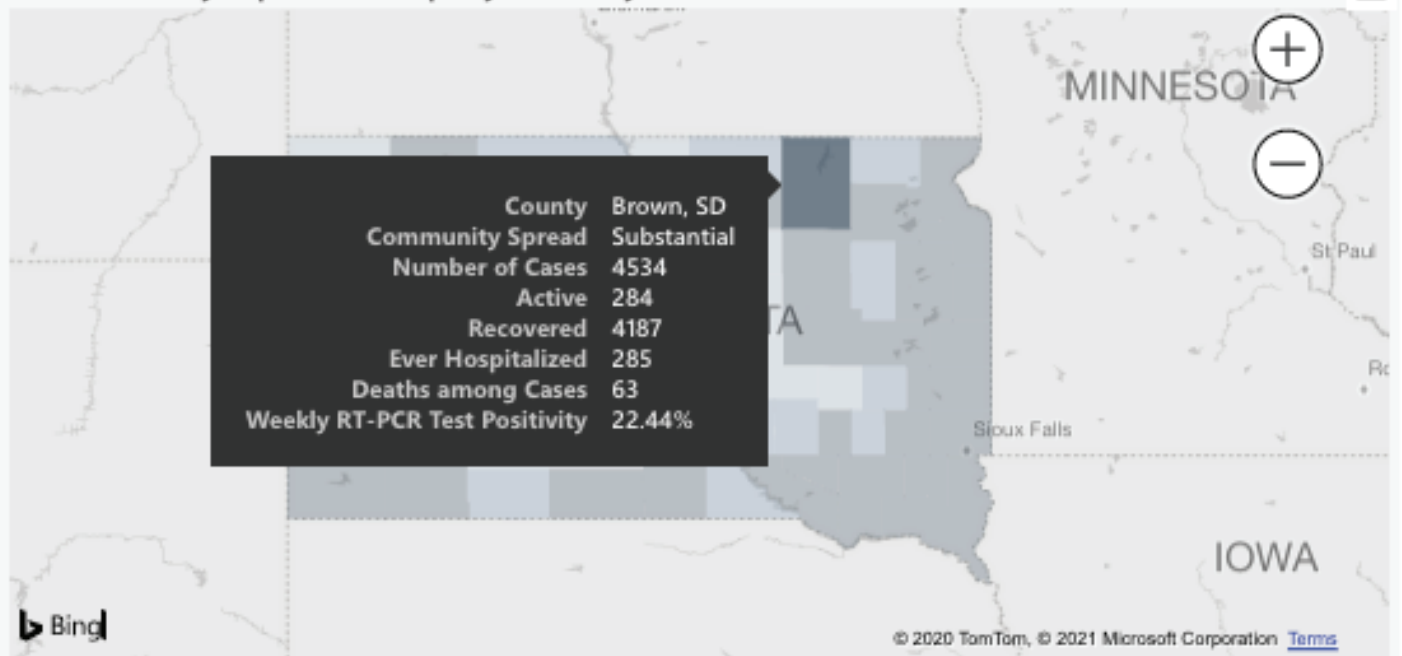 MINNESOTA
County Brown, SD
Community Spread Substantial
Number of Cases 4534
Active 284
Recovered 4187
Ever Hospitalized 285
Deaths among Cases 63
Weekly RT-PCR Test Positivity 22.44%
St Paul
TA
Ro
Sioux Falls
IOWA
Bing
© 2020 TomTom, © 2021 Microsoft Corporation Terms